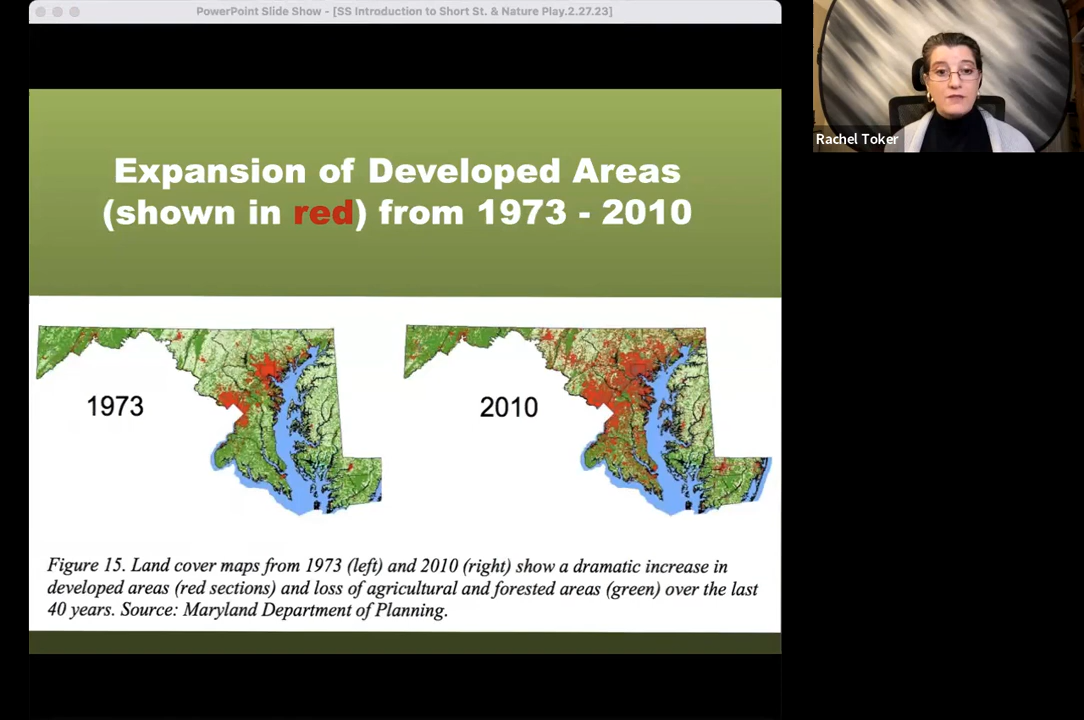 PowerPoint Slide Show - [SS Introduction to Short St. & Nature Play.2.27.23]
Rachel Toker
Expansion of Developed Areas
(shown in red) from 1973 - 2010
1973
2010
Figure 15. Land cover maps from 1973 (left) and 2010 (right) show a dramatic increase in
developed areas (red sections) and loss of agricultural and forested areas (green) over the last
40 years. Source: Maryland Department of Planning.